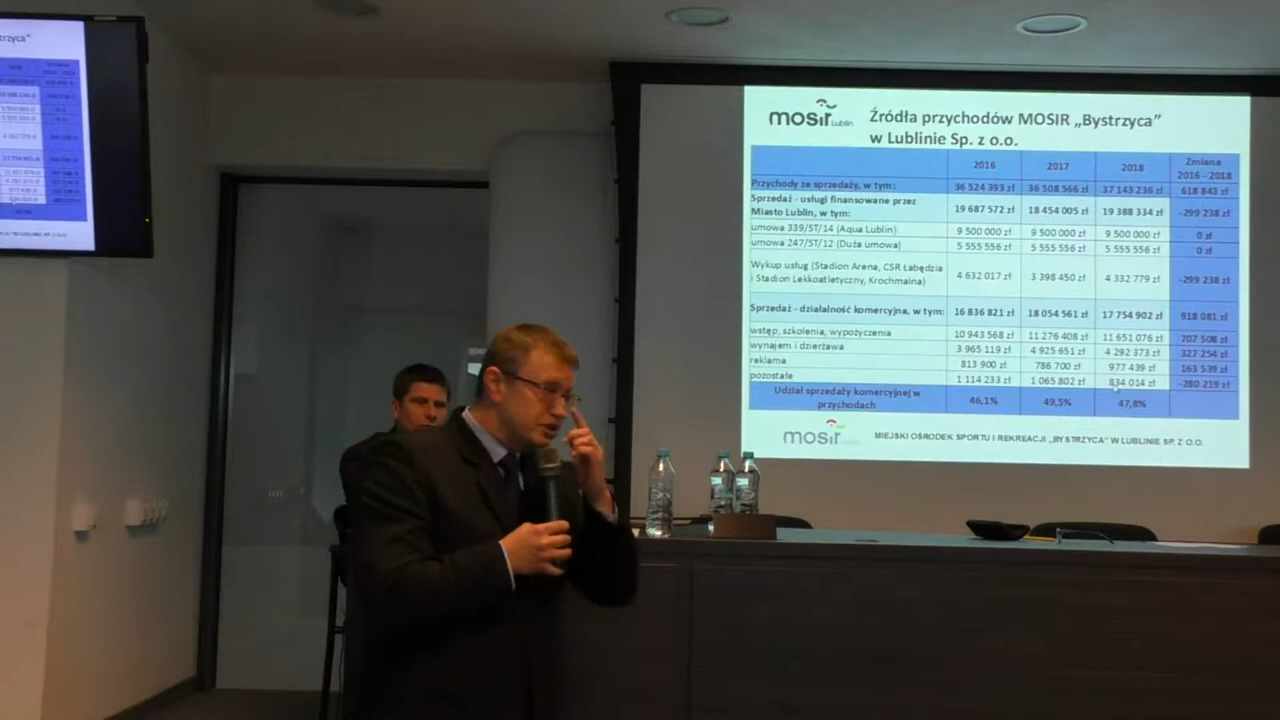 trzyca"
mosir Lublin
Źródła przychodów MOSIR „Bystrzyca”
w Lublinie Sp. z o.o.
2016 2017 2018 Zmiana 2016 – 2018
Przychody ze sprzedaży, w tym: 36 524 393 zł 36 508 566 zł 37 143 236 zł 618 843 zł
Sprzedaż - usługi finansowane przez
Miasto Lublin, w tym: 19 687 572 zł 18 454 005 zł 19 388 334 zł -299 238 zł
umowa 339/ST/14 (Aqua Lublin) 9 500 000 zł 9 500 000 zł 9 500 000 zł 0 zł
umowa 247/ST/12 (Duża umowa) 5 555 556 zł 5 555 556 zł 5 555 556 zł 0 zł
Wykup usług (Stadion Arena, CSR Łabędzia
i Stadion Lekkoatletyczny, Krochmalna) 4 632 017 zł 3 398 450 zł 4 332 779 zł -299 238 zł
Sprzedaż - działalność komercyjna, w tym: 16 836 821 zł 18 054 561 zł 17 754 902 zł 918 081 zł
wstęp, szkolenia, wypożyczenia 10 943 568 zł 11 276 408 zł 11 651 076 zł 707 508 zł
wynajem i dzierżawa 3 965 119 zł 4 925 651 zł 4 292 373 zł 327 254 zł
reklama 813 900 zł 786 700 zł 977 439 zł 163 539 zł
pozostałe 1 114 233 zł 1 065 802 zł 834 014 zł -280 219 zł
Udział sprzedaży komercyjnej w
przychodach 46,1% 49,5% 47,8%
mosir MIEJSKI OŚRODEK SPORTU I REKREACJI „BYSTRZYCA” W LUBLINIE SP. Z O.O.